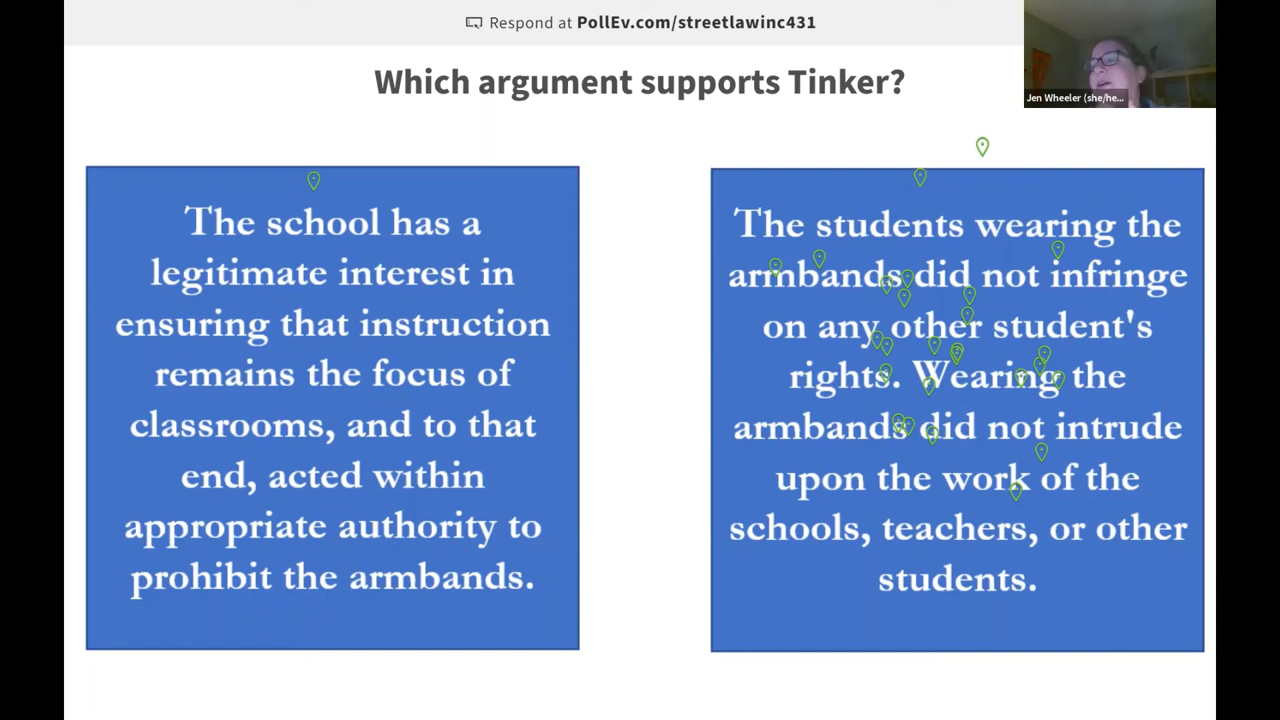 Respond at PollEv.com/streetlawinc431
Which argument supports Tinker?
Jen Wheeler (she/he...
The school has a
legitimate interest in
ensuring that instruction
remains the focus of
classrooms, and to that
end, acted within
appropriate authority to
prohibit the armbands.
The students wearing the
armbands did not infringe
on any other student's
rights. Wearing the
armbands did not intrude
upon the work of the
schools, teachers, or other
students.